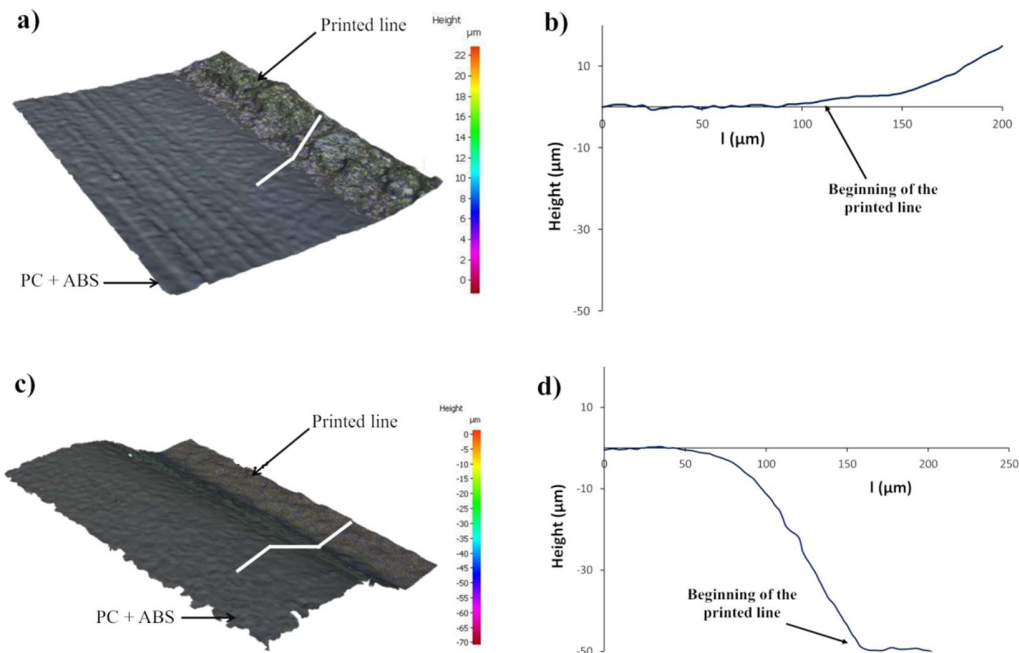 a)
Printed line
Height
µm
22
20
18
16
14
12
10
8
6
4
2
0
PC + ABS
b)
10
-10
-30
-50
0
50
100
150
200
l (µm)
Height (µm)
Beginning of the
printed line
c)
Printed line
Height
µm
0
-5
-10
-15
-20
-25
-30
-35
-40
-45
-50
-55
-60
-65
-70
PC + ABS
d)
10
-10
-30
-50
0
50
100
150
200
250
l (µm)
Height (µm)
Beginning of the
printed line